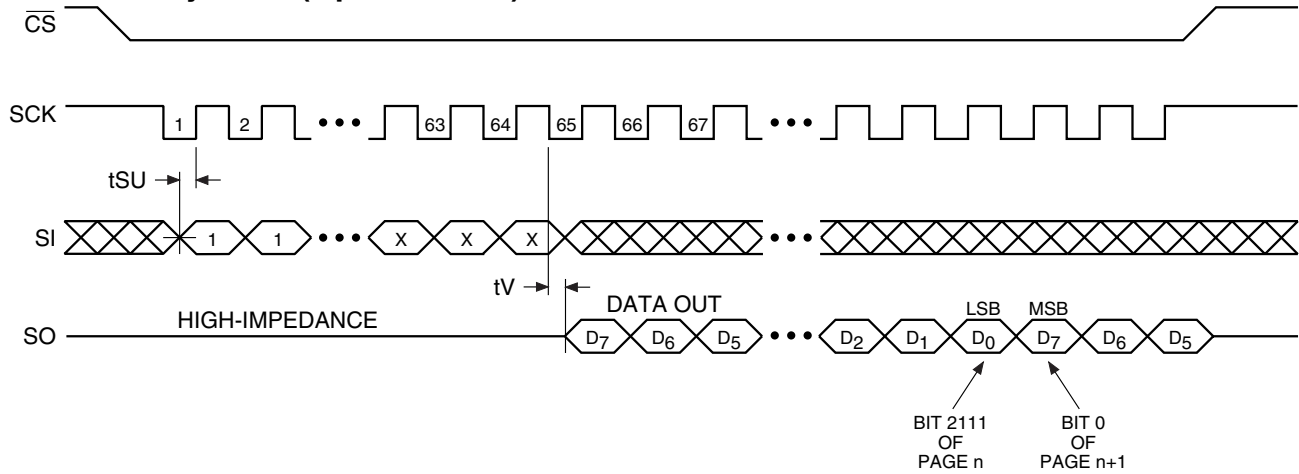 CS
SCK
1 2 ••• 63 64 65 66 67 •••
tSU
SI
1 1 ••• X X X •••
tV
DATA OUT
HIGH-IMPEDANCE
LSB MSB
SO
D7 D6 D5 ••• D2 D1 D0 D7 D6 D5
BIT 2111
OF
PAGE n
BIT 0
OF
PAGE n+1